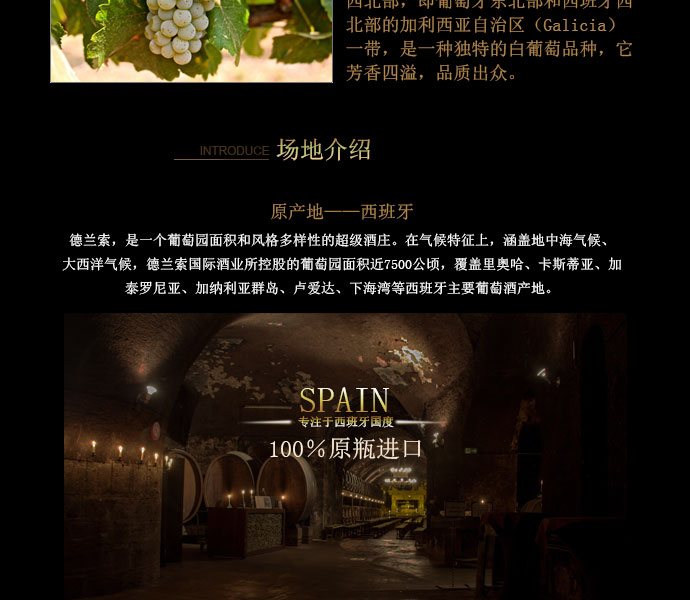 西北部，即葡萄牙东北部和西班牙西
北部的加利西亚自治区（Galicia）
一带，是一种独特的白葡萄品种，它
芳香四溢，品质出众。
INTRODUCE 场地介绍
原产地——西班牙
德兰索，是一个葡萄园面积和风格多样性的超级酒庄。在气候特征上，涵盖地中海气候、
大西洋气候，德兰索国际酒业所控股的葡萄园面积近7500公顷，覆盖里奥哈、卡斯蒂亚、加
泰罗尼亚、加纳利亚群岛、卢爱达、下海湾等西班牙主要葡萄酒产地。
SPAIN
专注于西班牙国度
100%原瓶进口